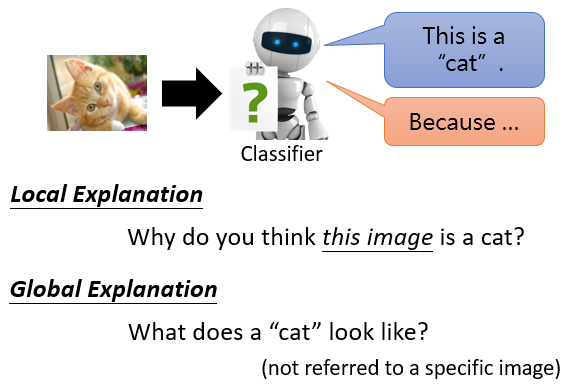 This is a
“cat” .
?
Because ...
Classifier
Local Explanation
Why do you think this image is a cat?
Global Explanation
What does a “cat” look like?
(not referred to a specific image)